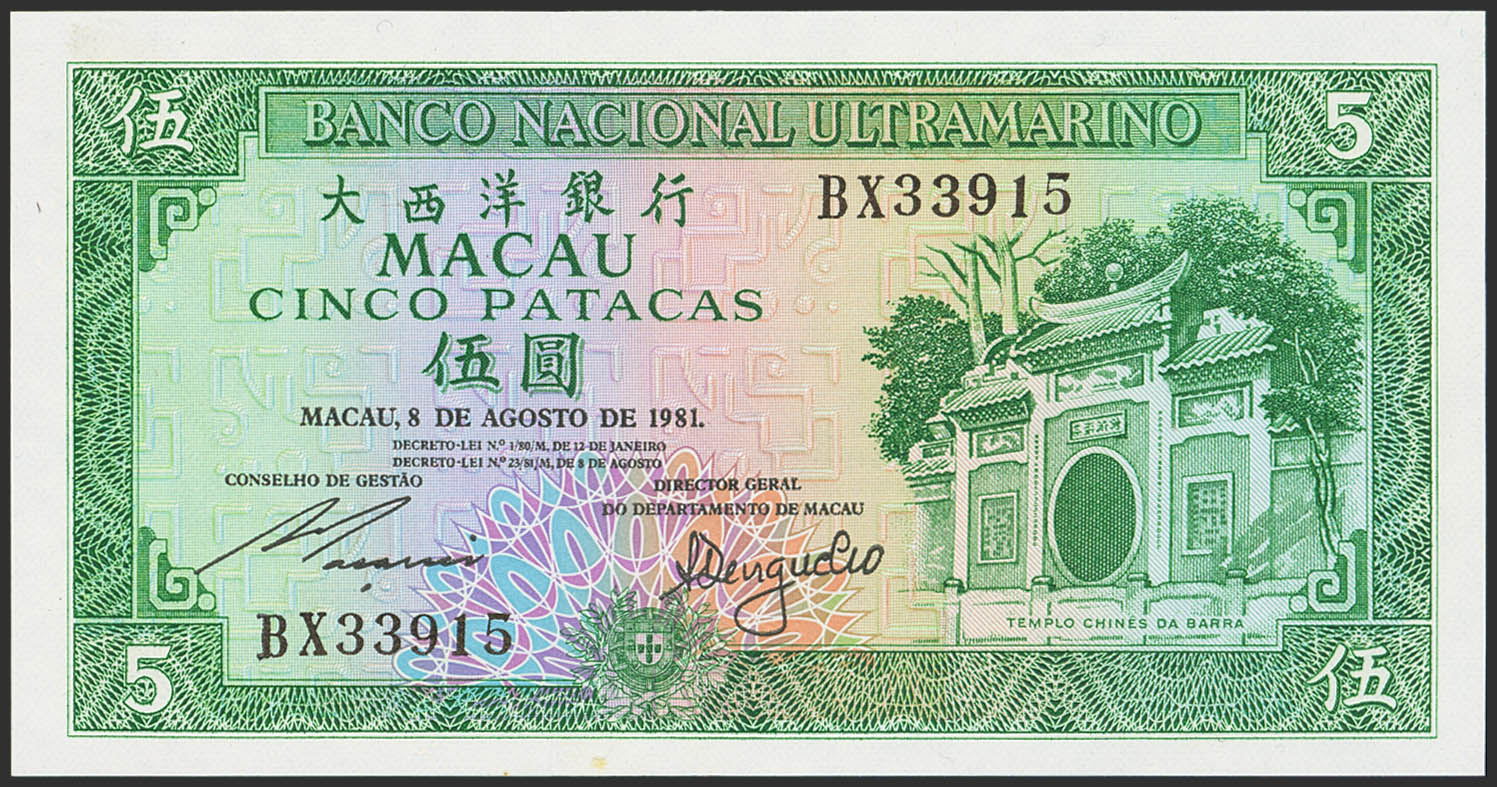 伍
BANCO NACIONAL ULTRAMARINO
5
大西洋銀行
BX33915
MACAU
CINCO PATACAS
伍圓
MACAU, 8 DE AGOSTO DE 1981.
DECRETO-LEI N.º 1/80/M, DE 12 DE JANEIRO
DECRETO-LEI N.º 23/81/M, DE 8 DE AGOSTO
CONSELHO DE GESTÃO
DIRECTOR GERAL
DO DEPARTAMENTO DE MACAU
BX33915
TEMPLO CHINÊS DA BARRA
5
伍